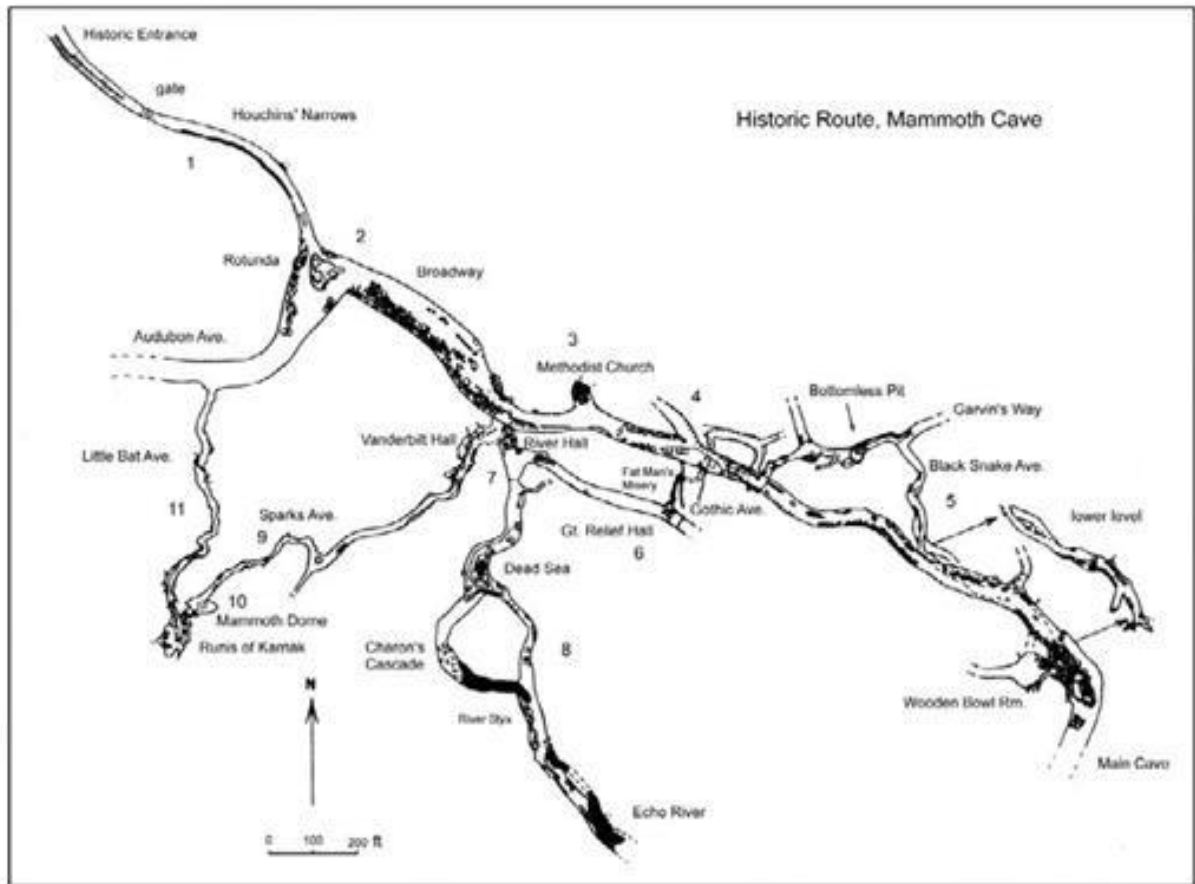 Historic Entrance
gate
Houchins' Narrows
Historic Route, Mammoth Cave
1
2
Rotunda
Broadway
Audubon Ave.
3
Methodist Church
4
Bottomless Pit
Garvin's Way
Vanderbilt Hall
River Hall
Little Bat Ave.
7
Fat Man's
Misery
Black Snake Ave.
5
11
Sparks Ave.
9
Gothic Ave.
lower level
Gt. Relief Hall
6
Dead Sea
10
Mammoth Dome
Runis of Karnak
Charon's
Cascade
8
N
Wooden Bowl Rm.
River Styx
Main Cave
Echo River
0 100 200 ft